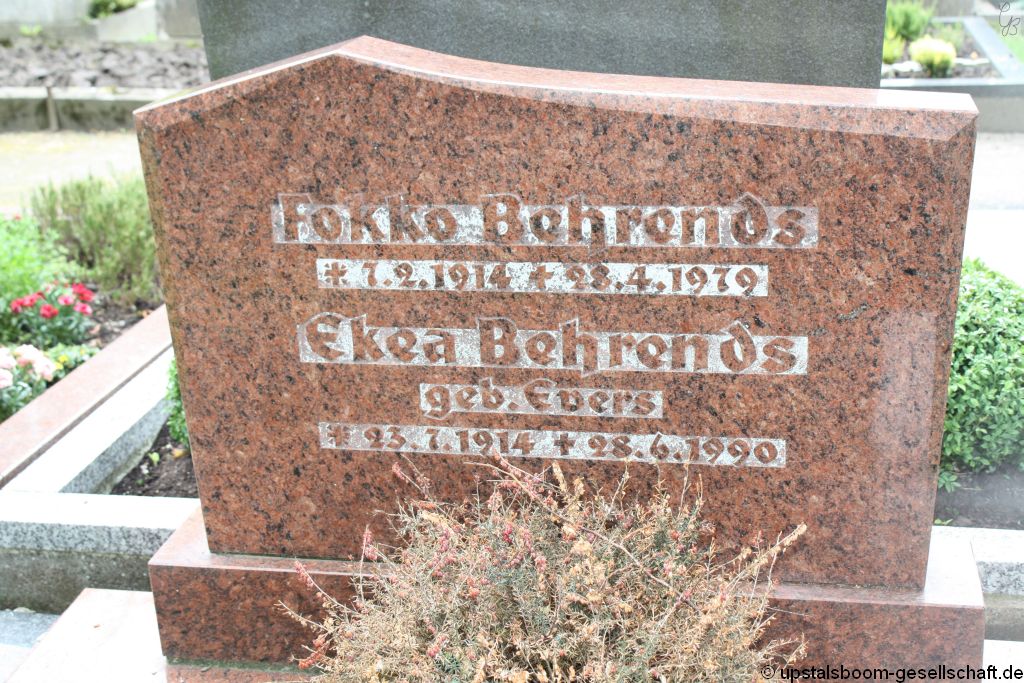 Fokko Behrends
* 7.2.1914 + 28.4.1979
Ekea Behrends
geb. Evers
* 23.7.1914 + 28.6.1990
© upstalsboom-gesellschaft.de